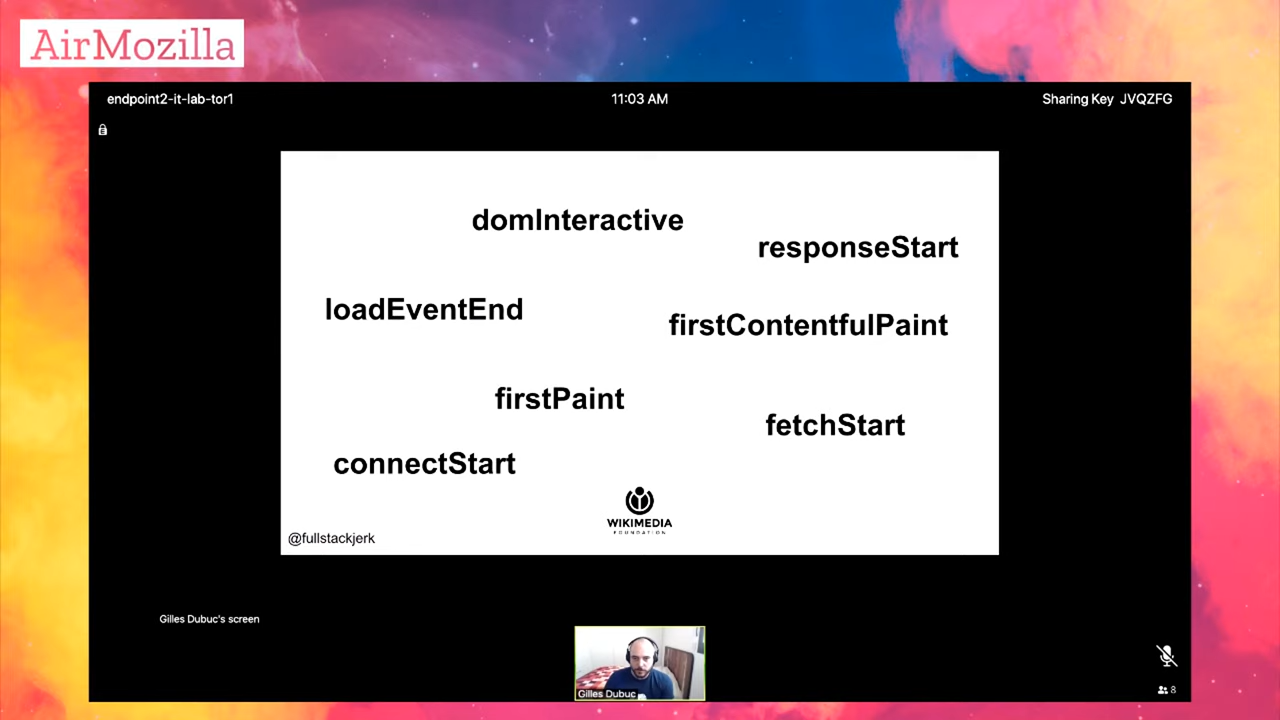 AirMozilla
endpoint2-it-lab-tor1
11:03 AM
Sharing Key JVQZFG
domInteractive
responseStart
loadEventEnd
firstContentfulPaint
firstPaint
fetchStart
connectStart
WIKIMEDIA
FOUNDATION
@fullstackjerk
Gilles Dubuc's screen
Gilles Dubuc
8